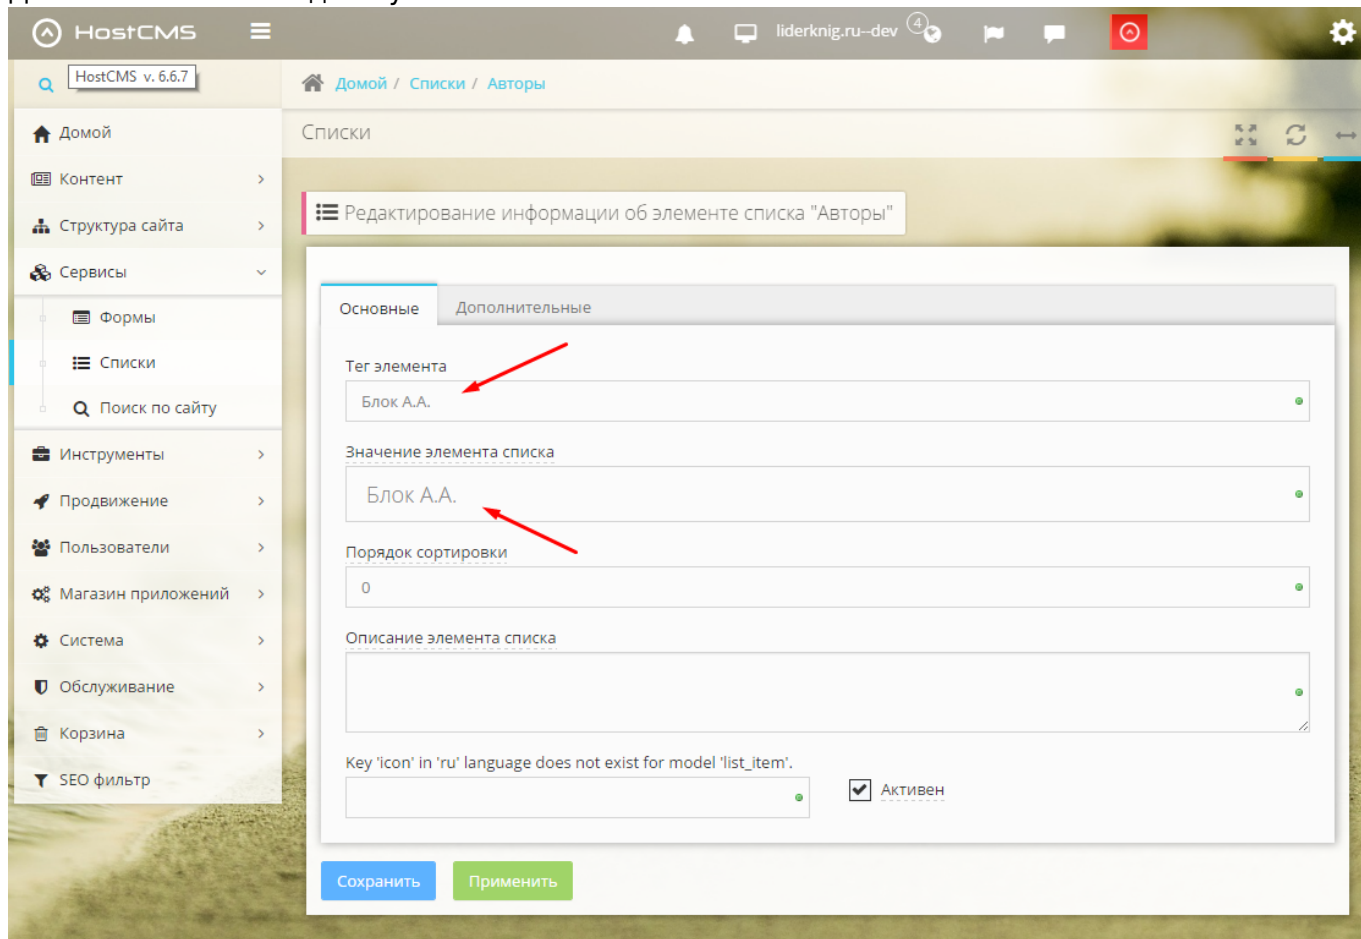 HostCMS
liderknig.ru--dev 4
HostCMS v. 6.6.7
Домой / Списки / Авторы
Домой
Списки
Контент
Структура сайта
Редактирование информации об элементе списка "Авторы"
Сервисы
Формы
Списки
Поиск по сайту
Инструменты
Продвижение
Пользователи
Магазин приложений
Система
Обслуживание
Корзина
SEO фильтр
Основные
Дополнительные
Тег элемента
Блок А.А.
Значение элемента списка
Блок А.А.
Порядок сортировки
0
Описание элемента списка
Key 'icon' in 'ru' language does not exist for model 'list_item'.
Активен
Сохранить
Применить